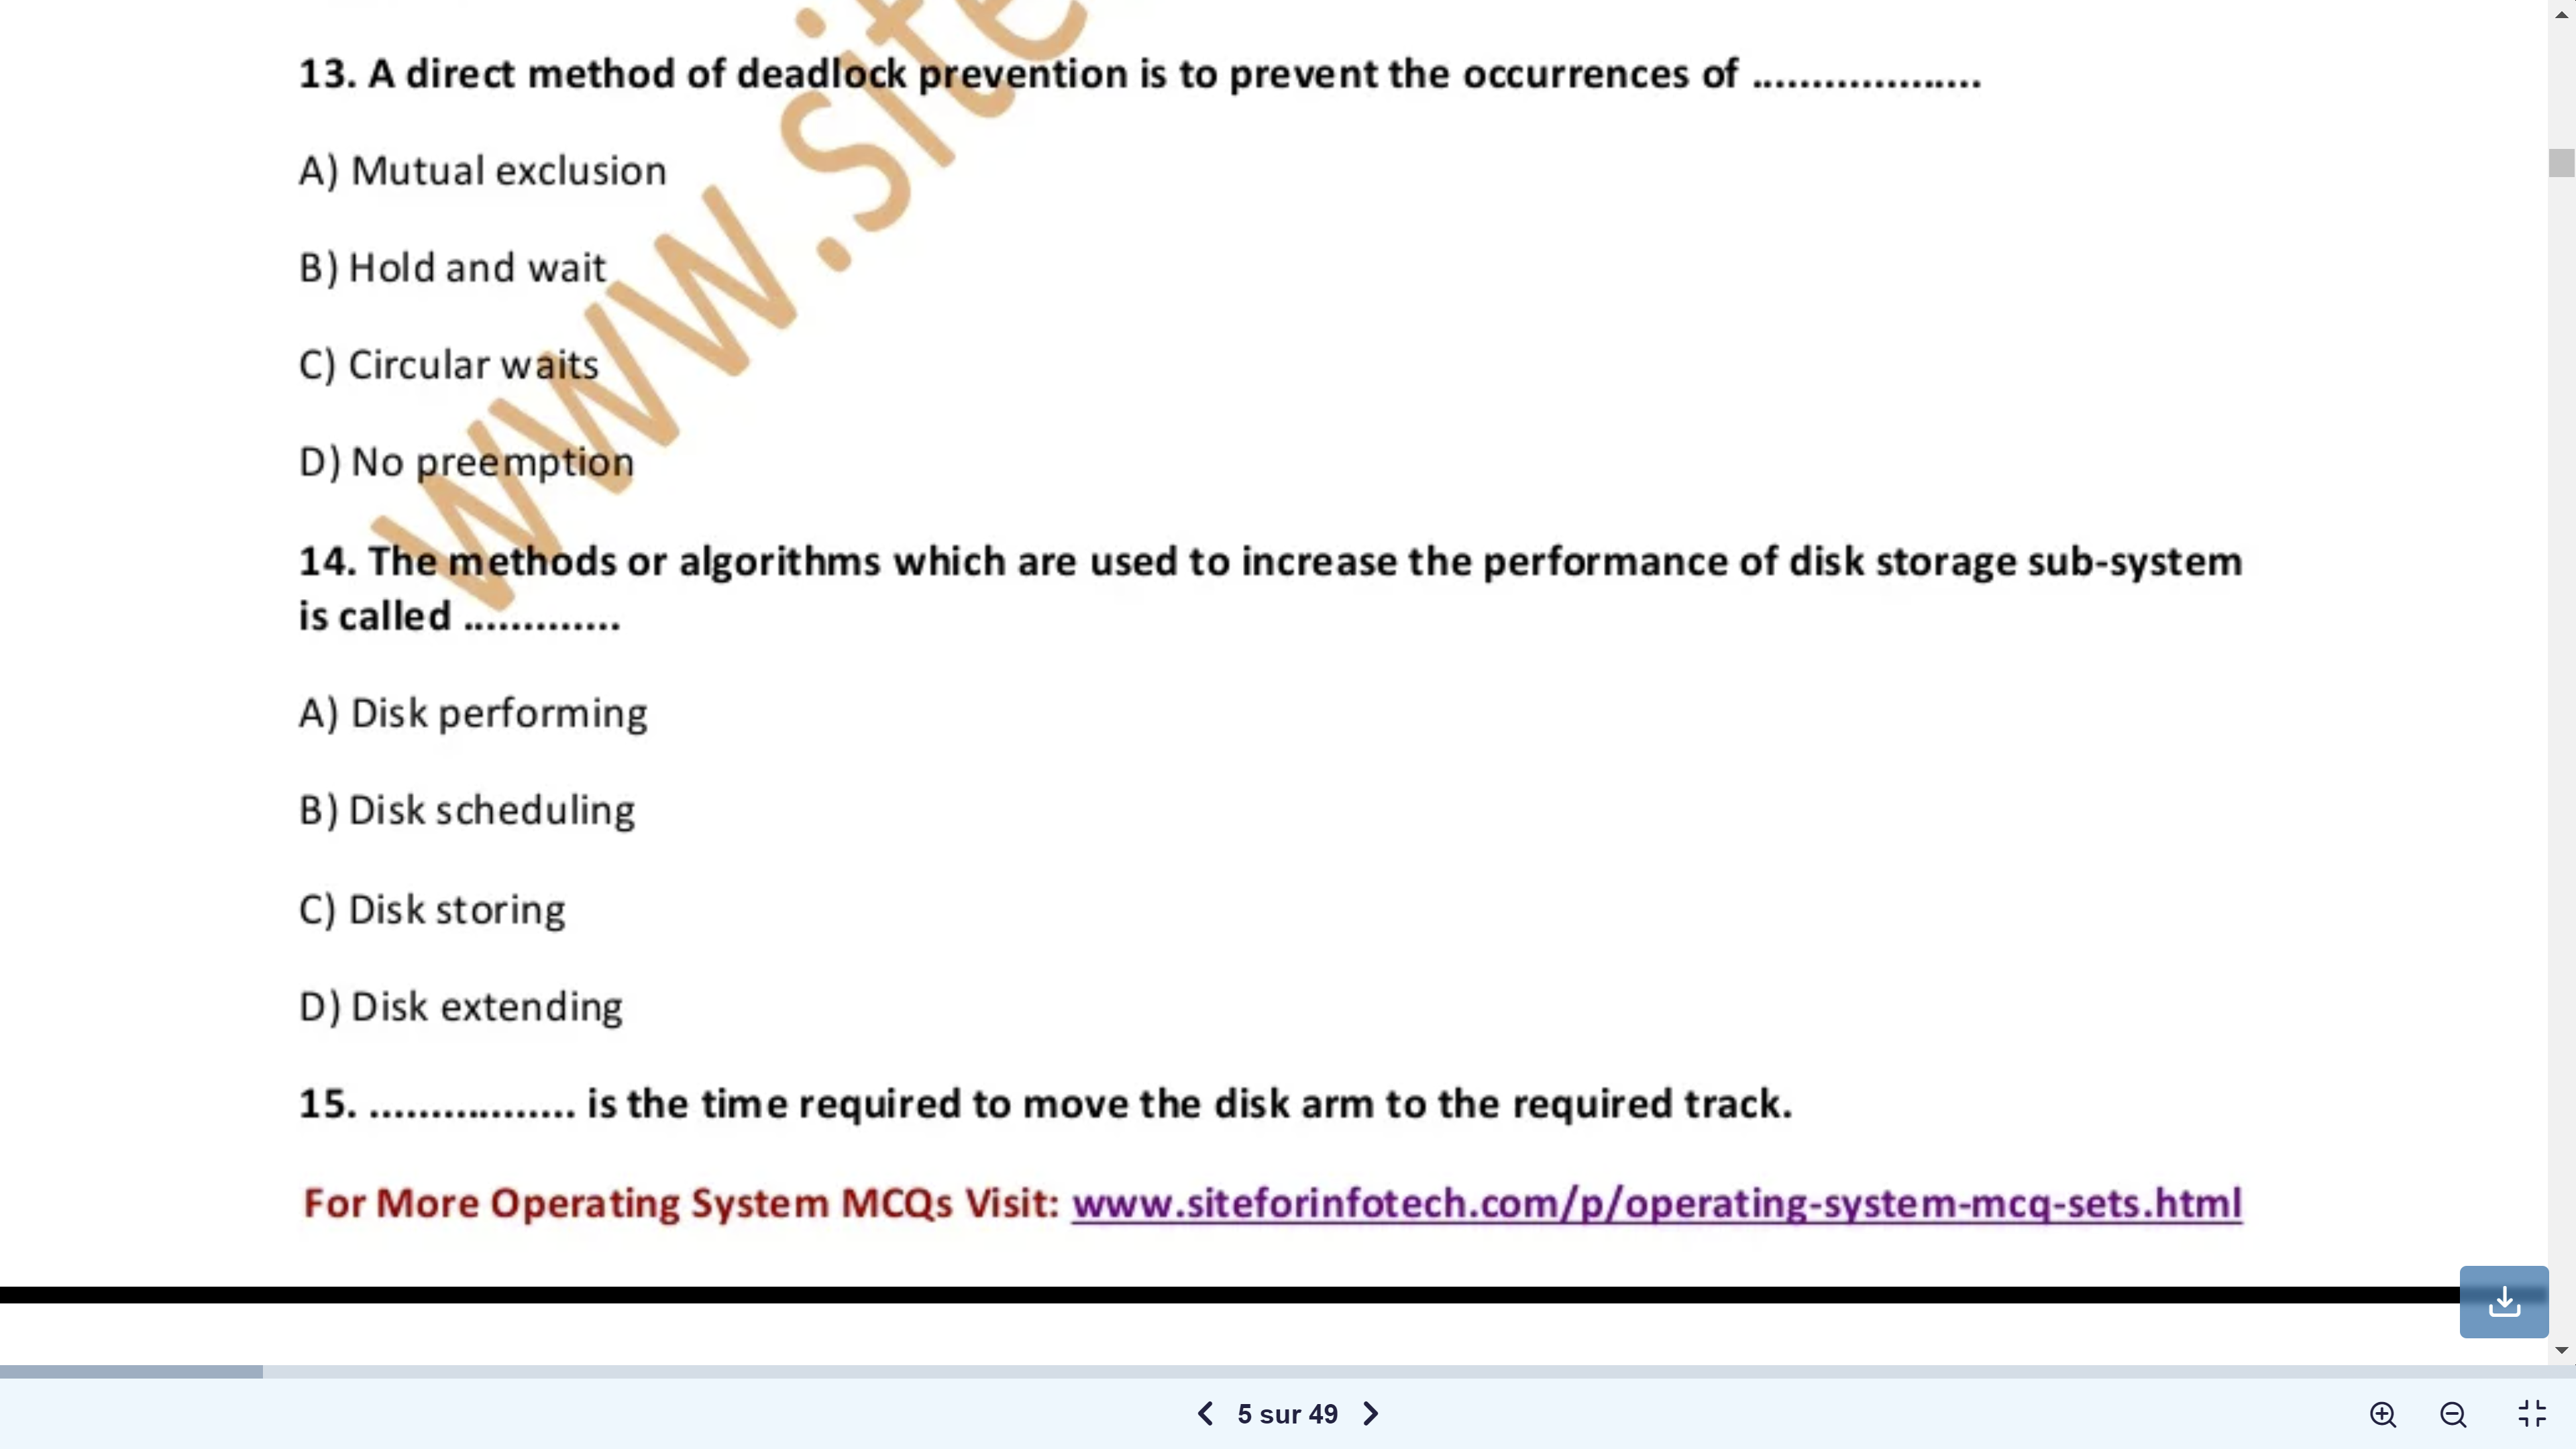 13. A direct method of deadlock prevention is to prevent the occurrences of ...................
A) Mutual exclusion
B) Hold and wait
C) Circular waits
D) No preemption
14. The methods or algorithms which are used to increase the performance of disk storage sub-system
is called .............
A) Disk performing
B) Disk scheduling
C) Disk storing
D) Disk extending
15. ................. is the time required to move the disk arm to the required track.
For More Operating System MCQs Visit: www.siteforinfotech.com/p/operating-system-mcq-sets.html
www.site
5 sur 49